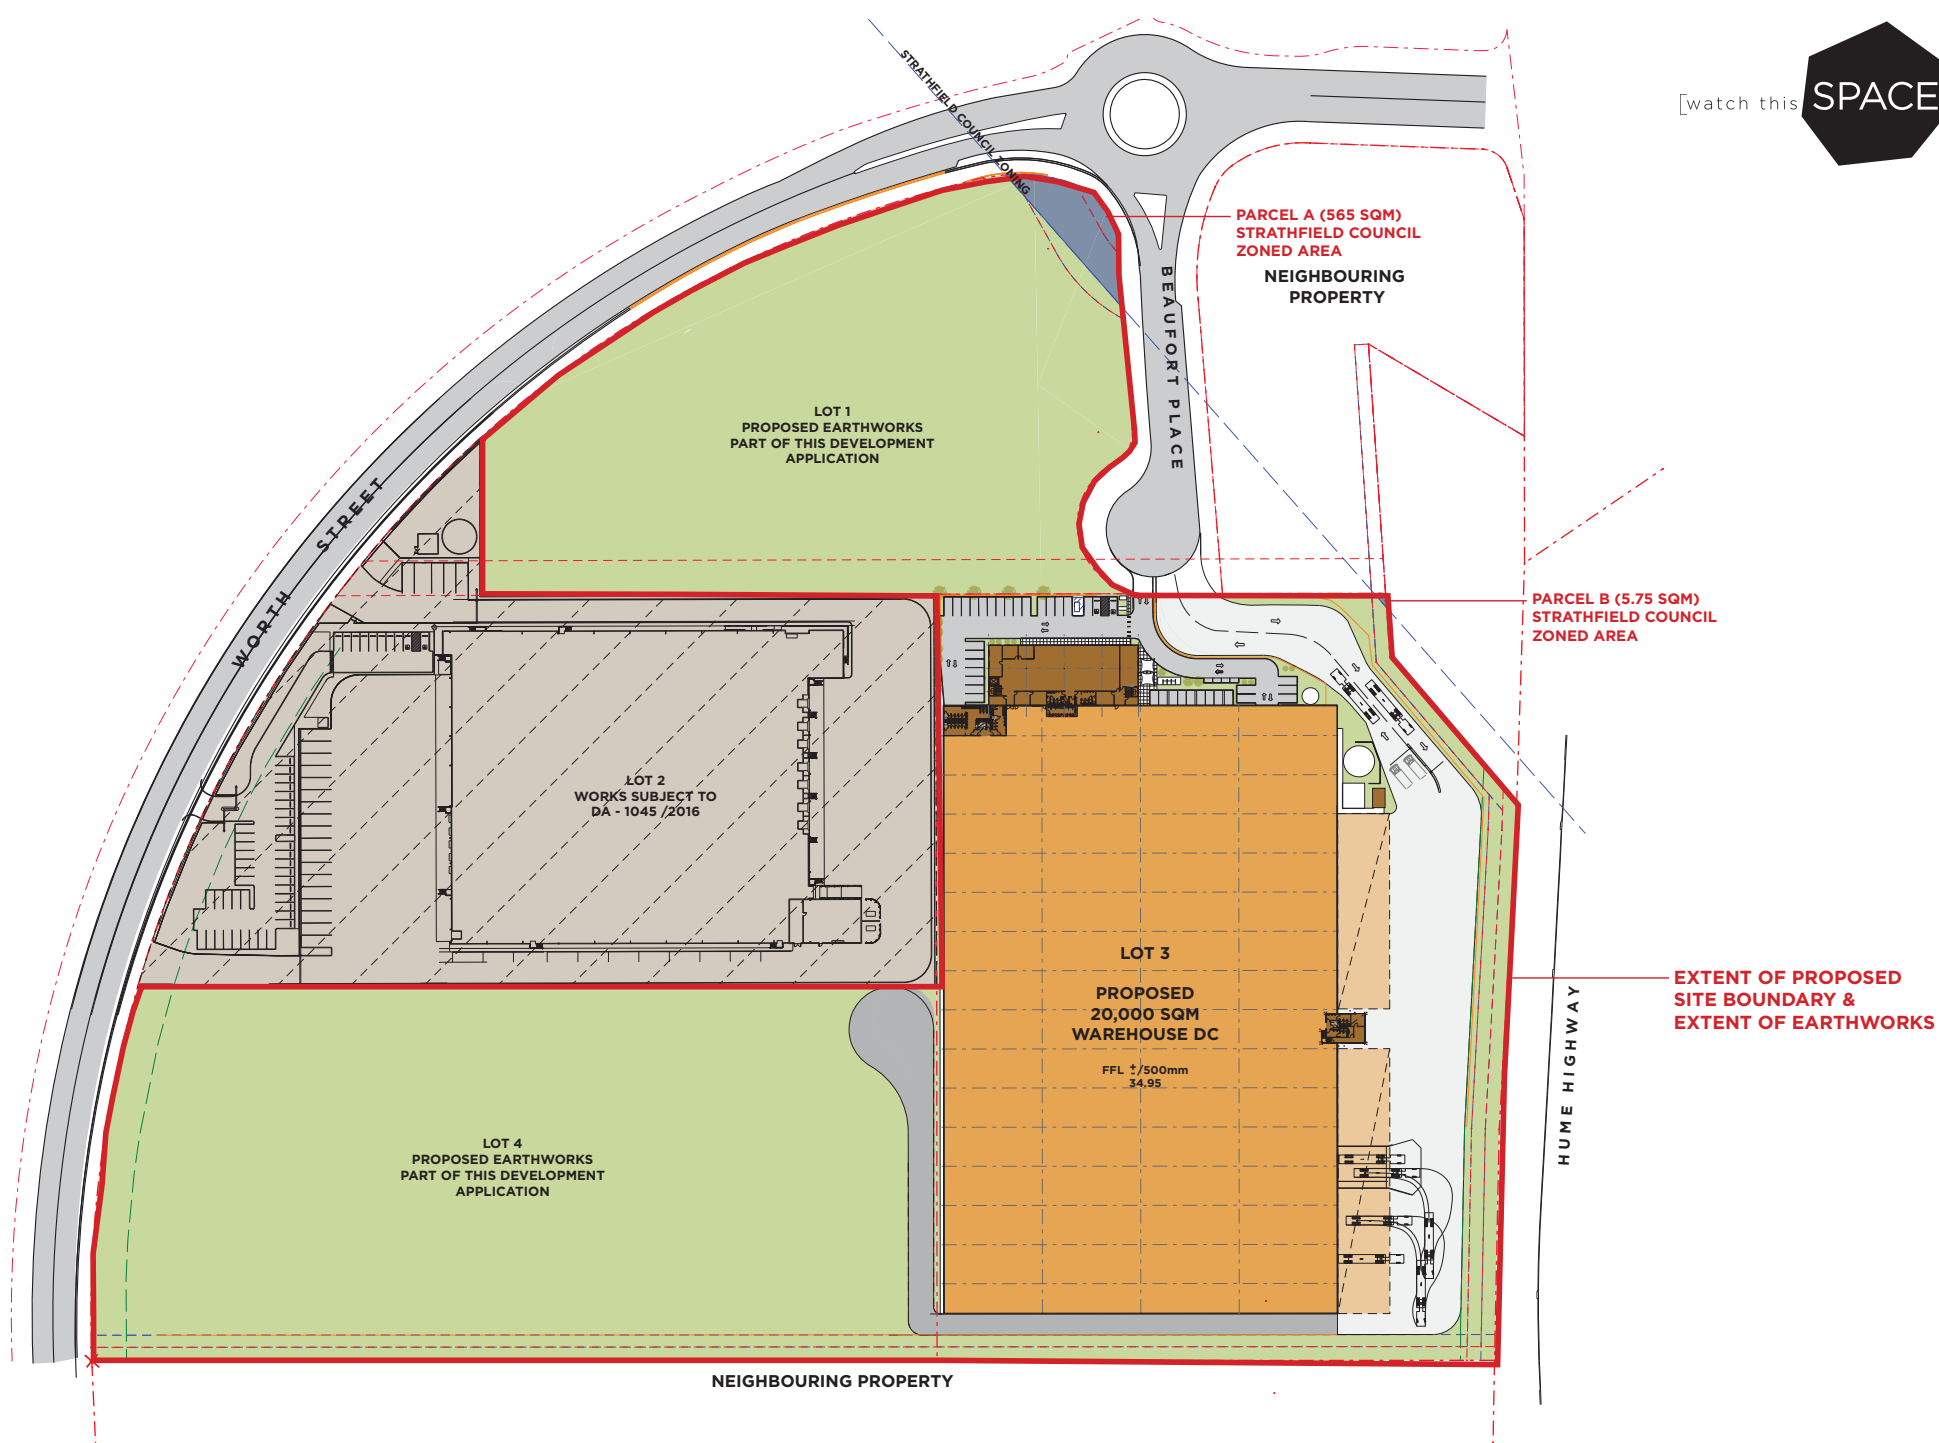 [watch this SPACE
STRATHFIELD COUNCIL ZONING
PARCEL A (565 SQM)
STRATHFIELD COUNCIL
ZONED AREA
NEIGHBOURING
PROPERTY
BEAUFORT PLACE
LOT 1
PROPOSED EARTHWORKS
PART OF THIS DEVELOPMENT
APPLICATION
WORTH STREET
PARCEL B (5.75 SQM)
STRATHFIELD COUNCIL
ZONED AREA
LOT 2
WORKS SUBJECT TO
DA - 1045 /2016
LOT 3
PROPOSED
20,000 SQM
WAREHOUSE DC
FFL ±/500mm
34.95
EXTENT OF PROPOSED
SITE BOUNDARY &
EXTENT OF EARTHWORKS
HUME HIGHWAY
LOT 4
PROPOSED EARTHWORKS
PART OF THIS DEVELOPMENT
APPLICATION
NEIGHBOURING PROPERTY